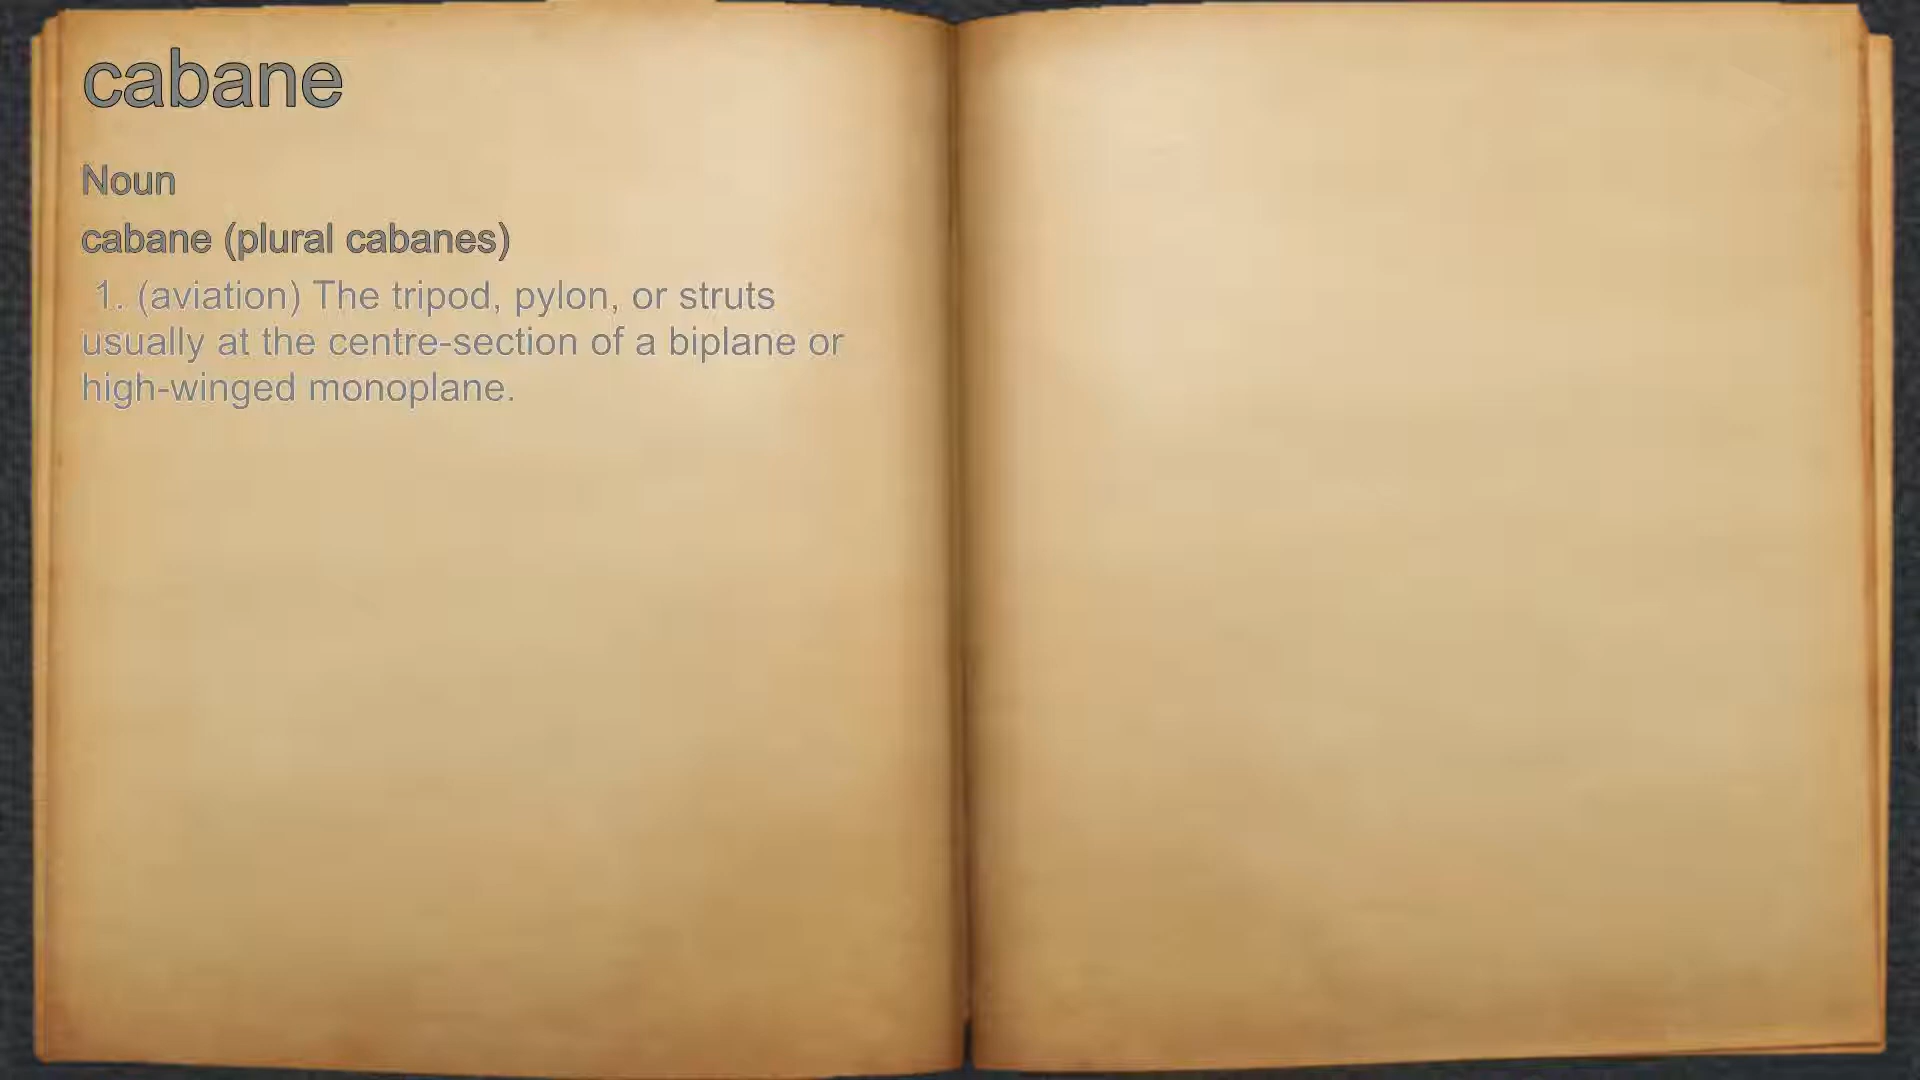 cabane
Noun
cabane (plural cabanes)
1. (aviation) The tripod, pylon, or struts
usually at the centre-section of a biplane or
high-winged monoplane.